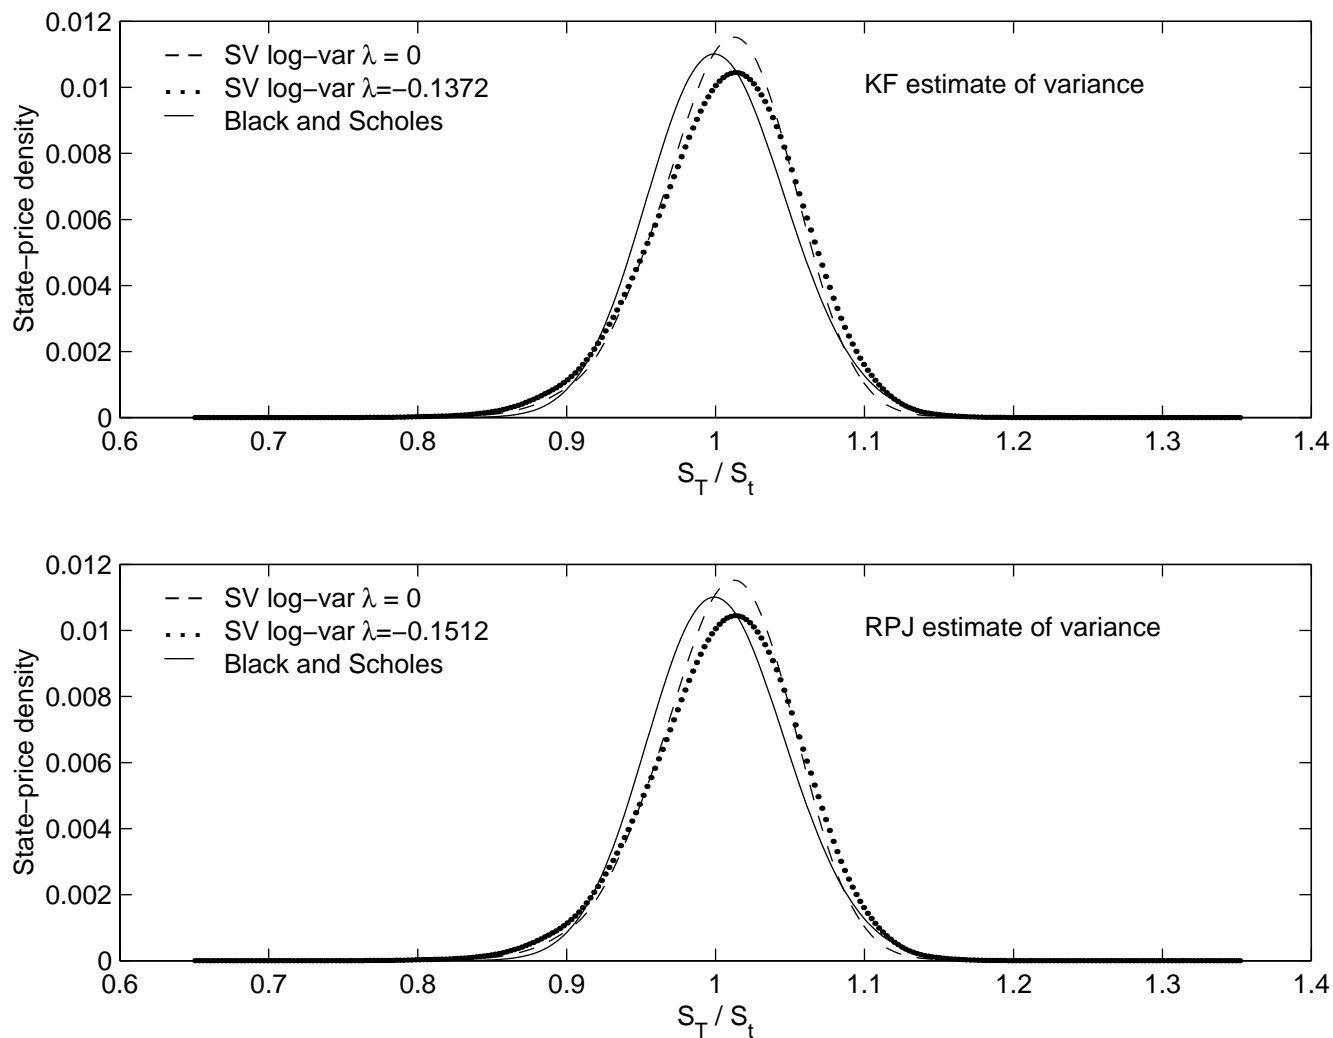 0.012
0.01
0.008
0.006
0.004
0.002
0
State−price density
SV log−var λ = 0
SV log−var λ=−0.1372
Black and Scholes
KF estimate of variance
0.6 0.7 0.8 0.9 1 1.1 1.2 1.3 1.4
S_T / S_t
0.012
0.01
0.008
0.006
0.004
0.002
0
State−price density
SV log−var λ = 0
SV log−var λ=−0.1512
Black and Scholes
RPJ estimate of variance
0.6 0.7 0.8 0.9 1 1.1 1.2 1.3 1.4
S_T / S_t